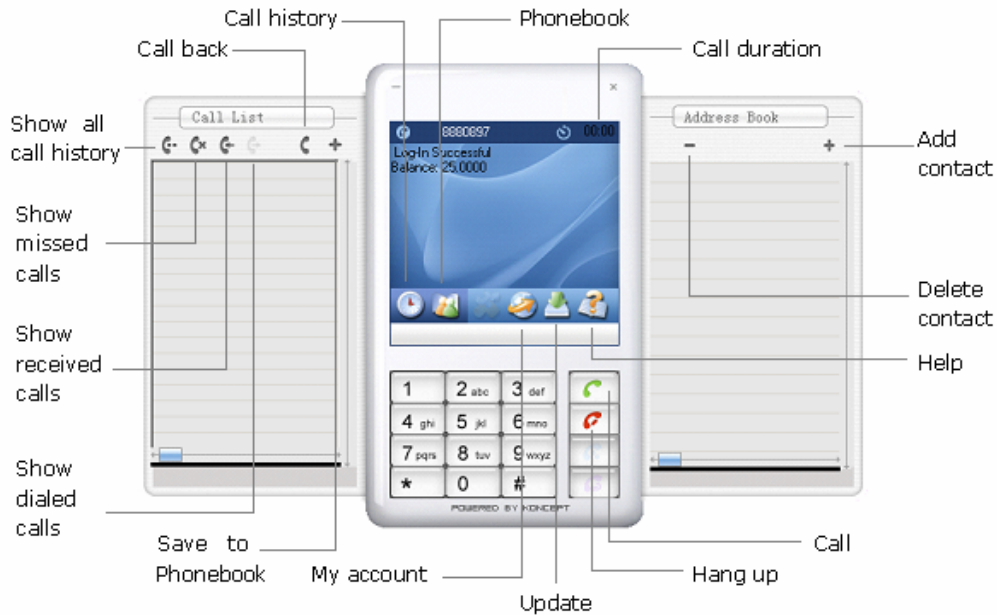 Call history
Phonebook
Call back
Call duration
Show all
call history
Call List
8880897
00:00
Address Book
Add
contact
Log-In Successful
Balance: 25.0000
Show
missed
calls
Delete
contact
Show
received
calls
Help
1
2 abc
3 def
4 ghi
5 jkl
6 mno
7 pqrs
8 tuv
9 wxyz
*
0
#
POWERED BY KONCEPT
Show
dialed
calls
Save to
Phonebook
My account
Update
Hang up
Call